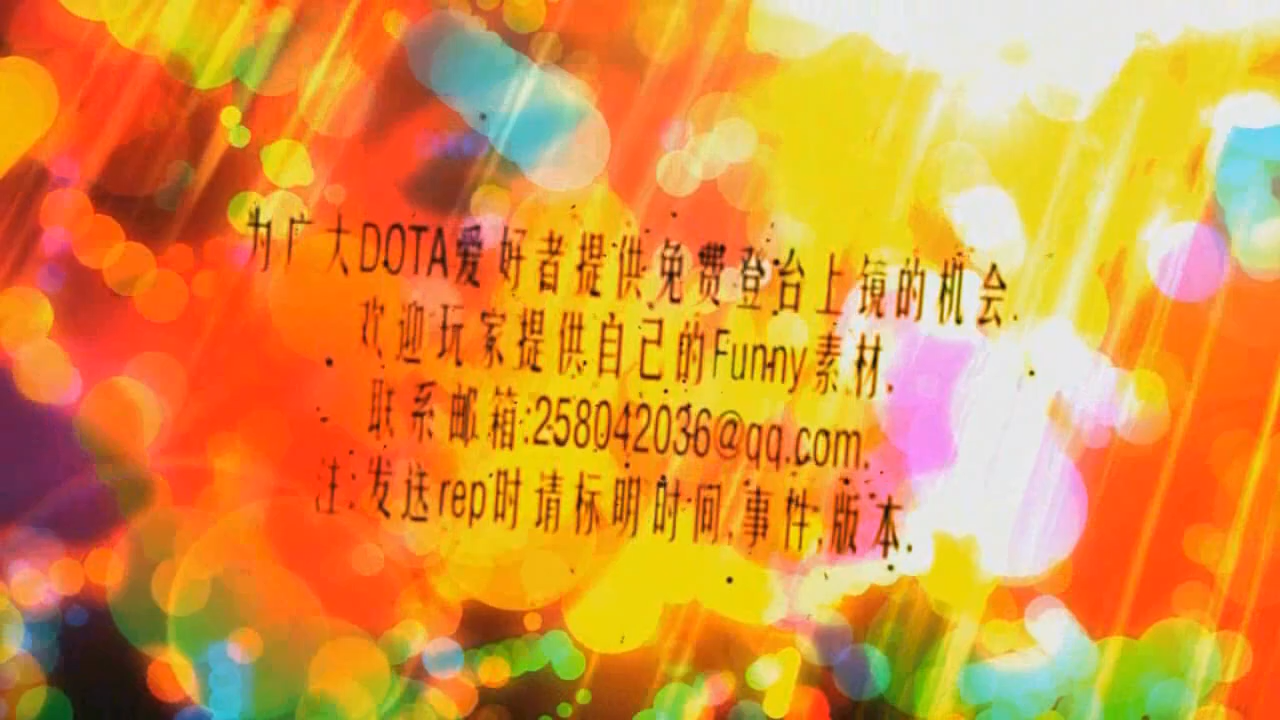 为广大DOTA爱好者提供免费登台上镜的机会.
欢迎玩家提供自己的Funny素材.
联系邮箱:258042036@qq.com.
注:发送rep时请标明时间,事件,版本.